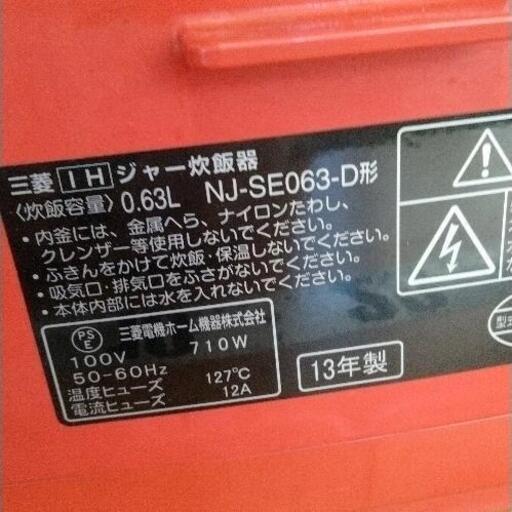 三菱 IH ジャー炊飯器
〈炊飯容量〉0.63L NJ-SE063-D形
・内釜には、金属へら、ナイロンたわし、
クレンザー等使用しないでください。
・ふきんをかけて炊飯・保温しないでください。
・吸気口・排気口をふさがないでください。
・本体内部には水を入れないでください。
PSE 三菱電機ホーム機器株式会社
100V 710W
50-60Hz
温度ヒューズ 127℃
電流ヒューズ 12A
13年製
型式